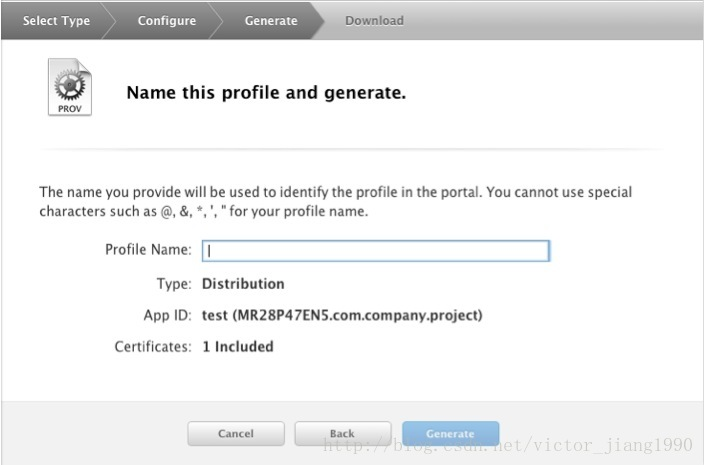 Select Type
Configure
Generate
Download
PROV
Name this profile and generate.
The name you provide will be used to identify the profile in the portal. You cannot use special
characters such as @, &, *, ', " for your profile name.
Profile Name:
Type: Distribution
App ID: test (MR28P47EN5.com.company.project)
Certificates: 1 Included
Cancel
Back
Generate
http://blog.csdn.net/victor_jiang1990